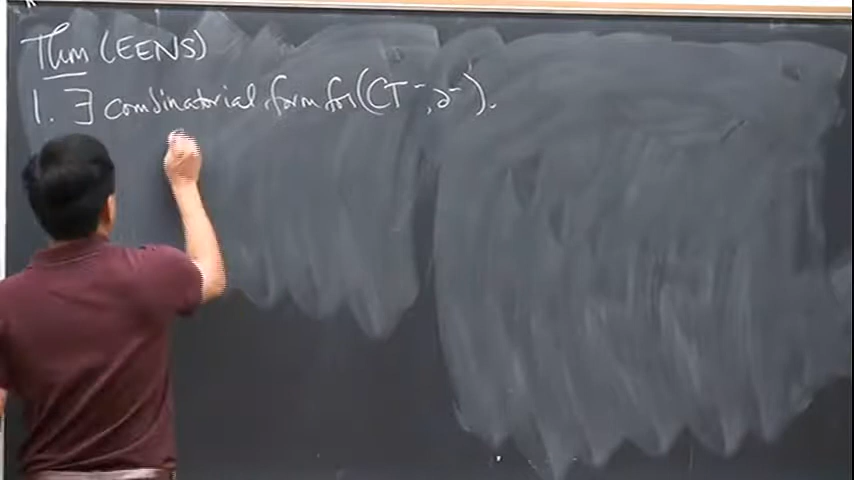 Thm (EENS)
1. ∃ combinatorial form for (CT⁻, ∂⁻).